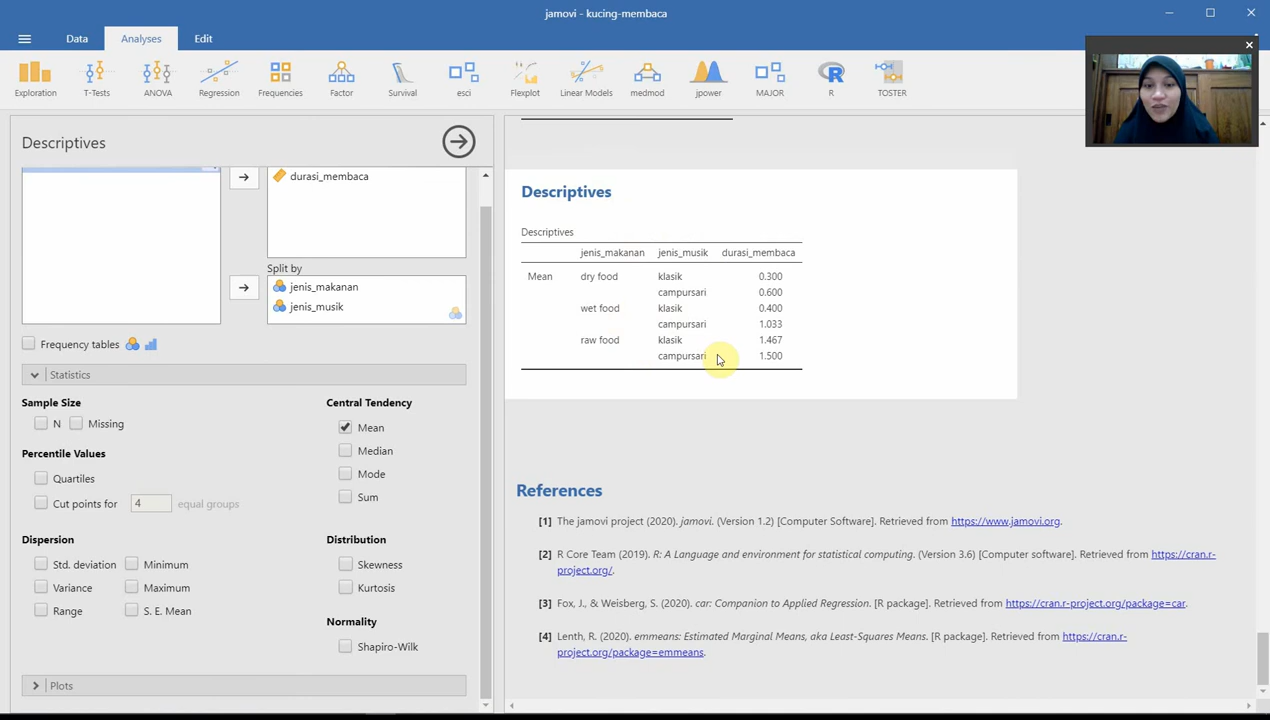 jamovi - kucing-membaca
Data Analyses Edit
Exploration T-Tests ANOVA Regression Frequencies Factor Survival esci Flexplot Linear Models medmod jpower MAJOR R TOSTER
Descriptives
durasi_membaca
Split by
jenis_makanan
jenis_musik
Frequency tables
Statistics
Sample Size
N Missing
Percentile Values
Quartiles
Cut points for 4 equal groups
Dispersion
Std. deviation Minimum
Variance Maximum
Range S. E. Mean
Central Tendency
Mean
Median
Mode
Sum
Distribution
Skewness
Kurtosis
Normality
Shapiro-Wilk
Plots
Descriptives
Descriptives
jenis_makanan jenis_musik durasi_membaca
Mean dry food klasik 0.300
campursari 0.600
wet food klasik 0.400
campursari 1.033
raw food klasik 1.467
campursari 1.500
References
[1] The jamovi project (2020). jamovi. (Version 1.2) [Computer Software]. Retrieved from https://www.jamovi.org.
[2] R Core Team (2019). R: A Language and environment for statistical computing. (Version 3.6) [Computer software]. Retrieved from https://cran.r-
project.org/.
[3] Fox, J., & Weisberg, S. (2020). car: Companion to Applied Regression. [R package]. Retrieved from https://cran.r-project.org/package=car.
[4] Lenth, R. (2020). emmeans: Estimated Marginal Means, aka Least-Squares Means. [R package]. Retrieved from https://cran.r-
project.org/package=emmeans.